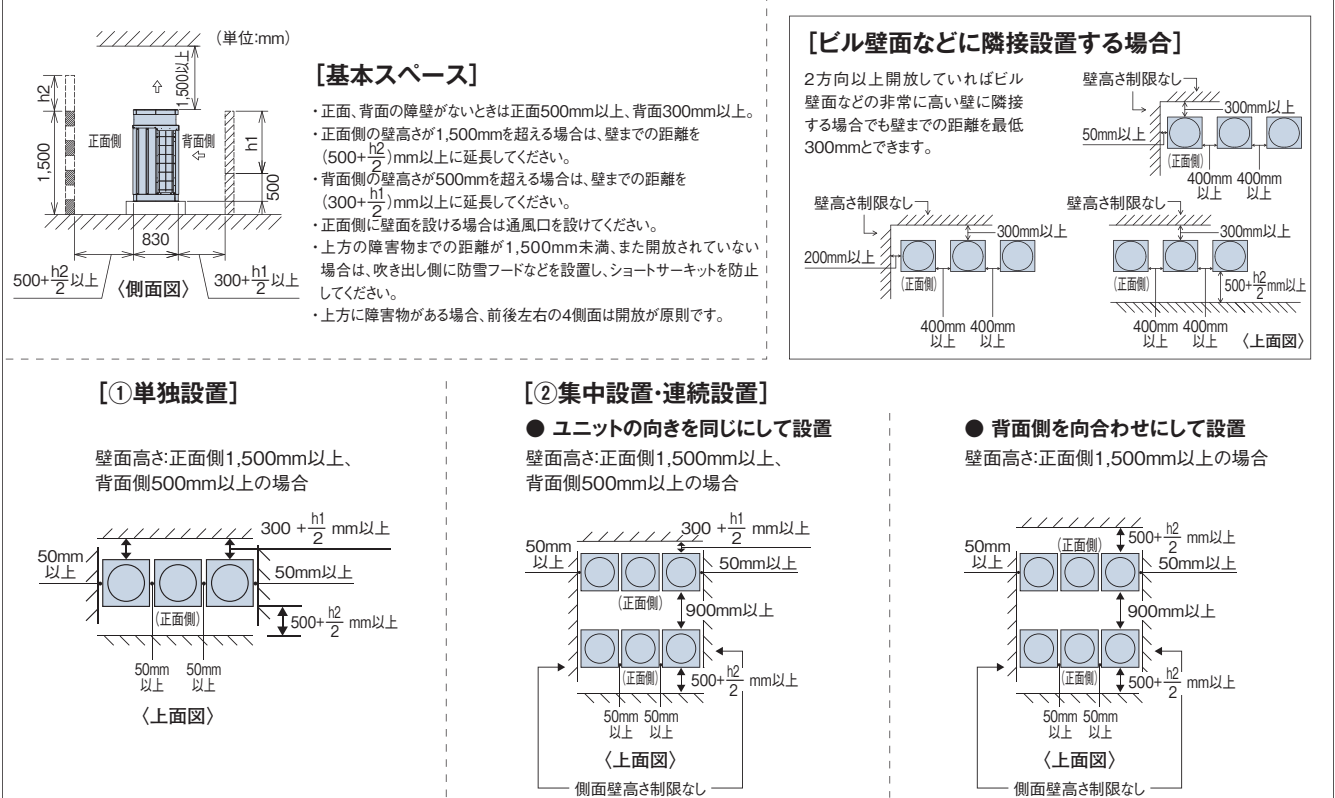 (単位:mm)
1,500以上
h2
1,500
正面側
背面側
h1
500
830
500+h2/2以上
〈側面図〉
300+h1/2以上
[基本スペース]
・正面、背面の障壁がないときは正面500mm以上、背面300mm以上。
・正面側の壁高さが1,500mmを超える場合は、壁までの距離を
(500+h2/2)mm以上に延長してください。
・背面側の壁高さが500mmを超える場合は、壁までの距離を
(300+h1/2)mm以上に延長してください。
・正面側に壁面を設ける場合は通風口を設けてください。
・上方の障害物までの距離が1,500mm未満、また開放されていない
場合は、吹き出し側に防雪フードなどを設置し、ショートサーキットを防止
してください。
・上方に障害物がある場合、前後左右の4側面は開放が原則です。
[ビル壁面などに隣接設置する場合]
2方向以上開放していればビル
壁面などの非常に高い壁に隣接
する場合でも壁までの距離を最低
300mmとできます。
壁高さ制限なし
300mm以上
50mm以上
(正面側)
400mm 400mm
以上 以上
壁高さ制限なし
300mm以上
200mm以上
(正面側)
400mm 400mm
以上 以上
壁高さ制限なし
300mm以上
(正面側)
500+h2/2mm以上
400mm 400mm
以上 以上
〈上面図〉
[①単独設置]
壁面高さ:正面側1,500mm以上、
背面側500mm以上の場合
300 +h1/2 mm以上
50mm
以上
50mm以上
(正面側)
500+h2/2 mm以上
50mm 50mm
以上 以上
〈上面図〉
[②集中設置・連続設置]
● ユニットの向きを同じにして設置
壁面高さ:正面側1,500mm以上、
背面側500mm以上の場合
300 +h1/2 mm以上
50mm
以上
50mm以上
(正面側)
900mm以上
(正面側)
500+h2/2 mm以上
50mm 50mm
以上 以上
〈上面図〉
側面壁高さ制限なし
● 背面側を向合わせにして設置
壁面高さ:正面側1,500mm以上の場合
(正面側)
500+h2/2 mm以上
50mm
以上
50mm以上
900mm以上
(正面側)
500+h2/2 mm以上
50mm 50mm
以上 以上
〈上面図〉
側面壁高さ制限なし